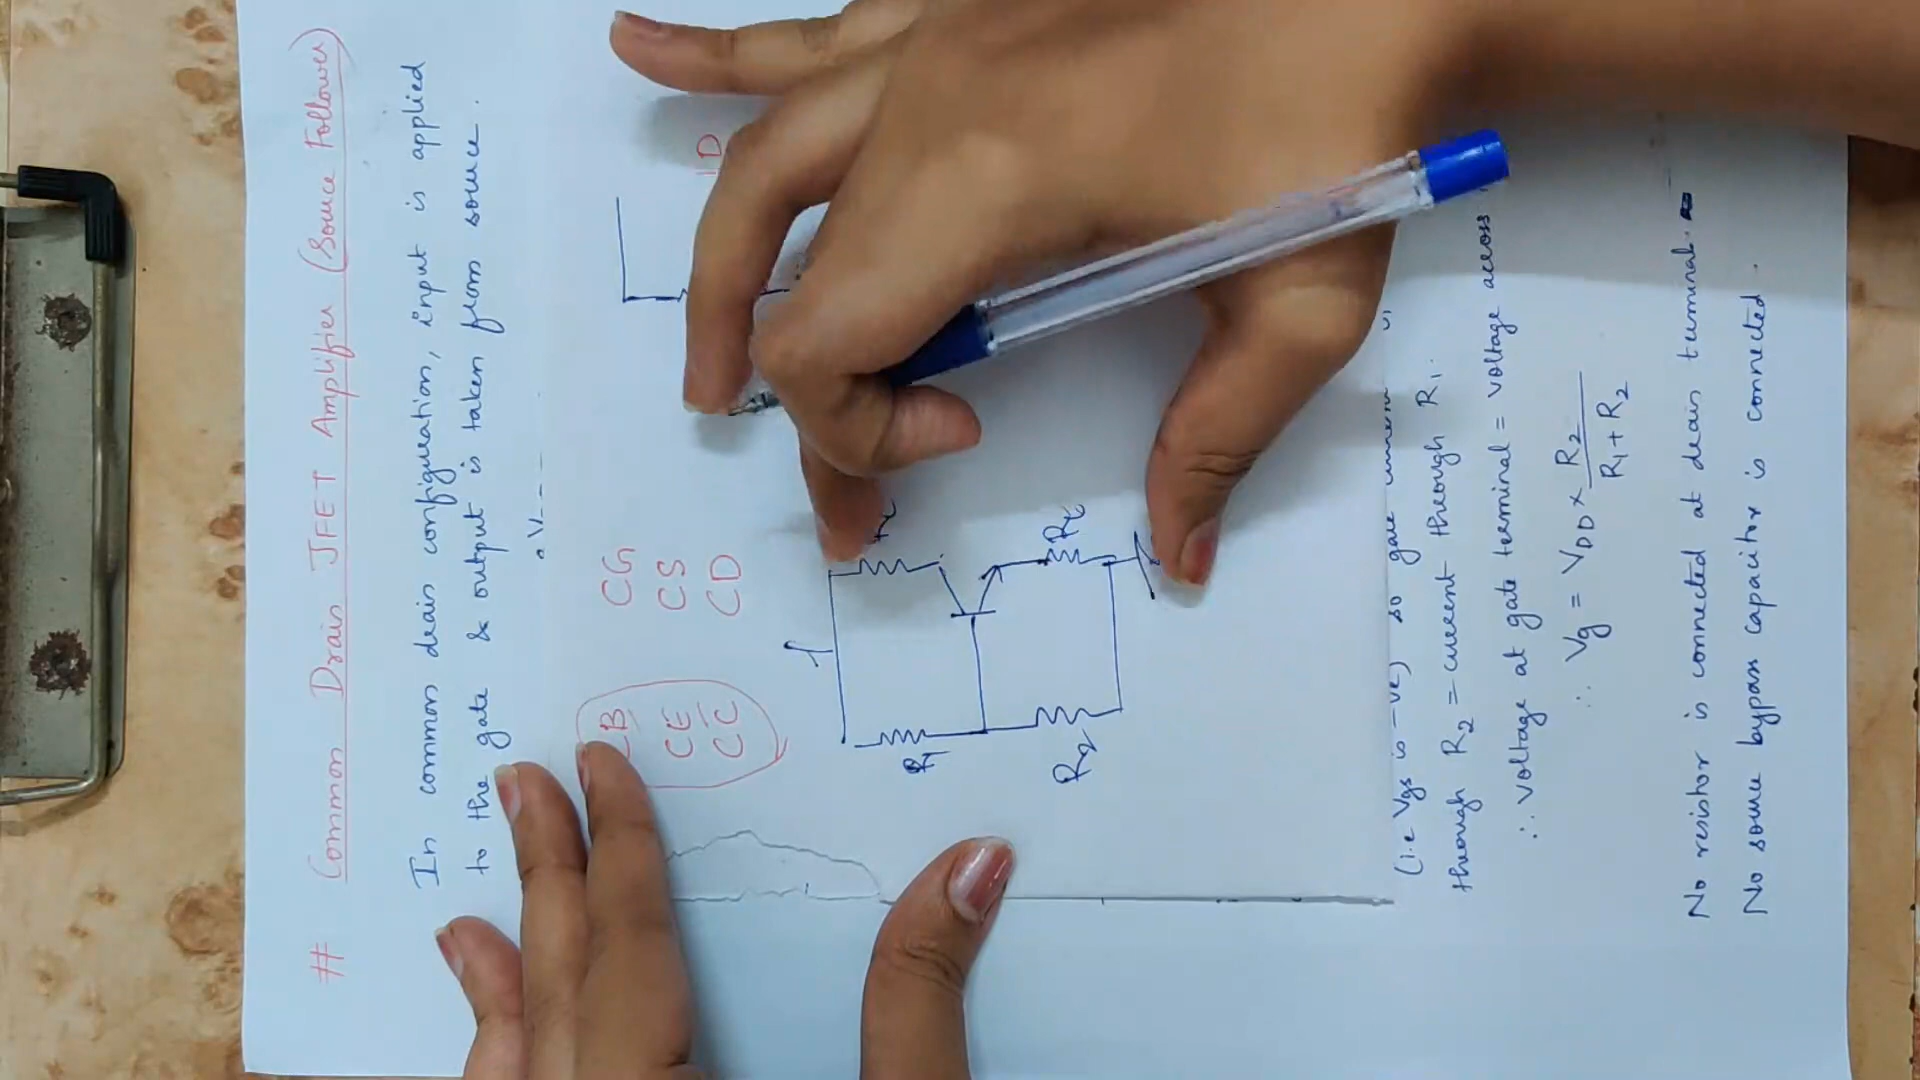 # Common Drain JFET Amplifier (Source Follower)
In common drain configuration, input is applied
to the gate & output is taken from source.
CB CG
CE CS
CC CD
D
R1
R2
(i.e Vgs is -ve) so gate
through R2 = current through R1.
∴ voltage at gate terminal = voltage across
∴ Vg = VDD × R2 / R1 + R2
No resistor is connected at drain terminal.
No source bypass capacitor is connected.